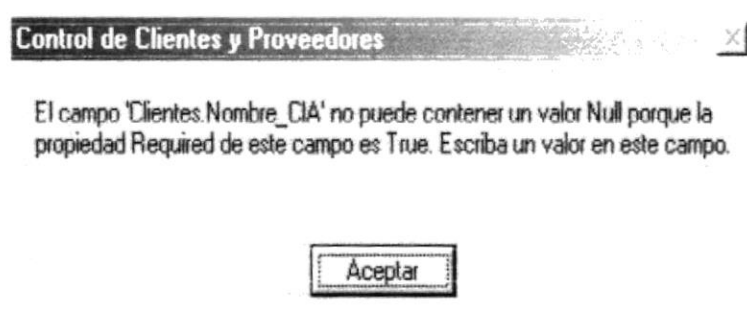 Control de Clientes y Proveedores
El campo 'Clientes.Nombre_CIA' no puede contener un valor Null porque la
propiedad Required de este campo es True. Escriba un valor en este campo.
Aceptar